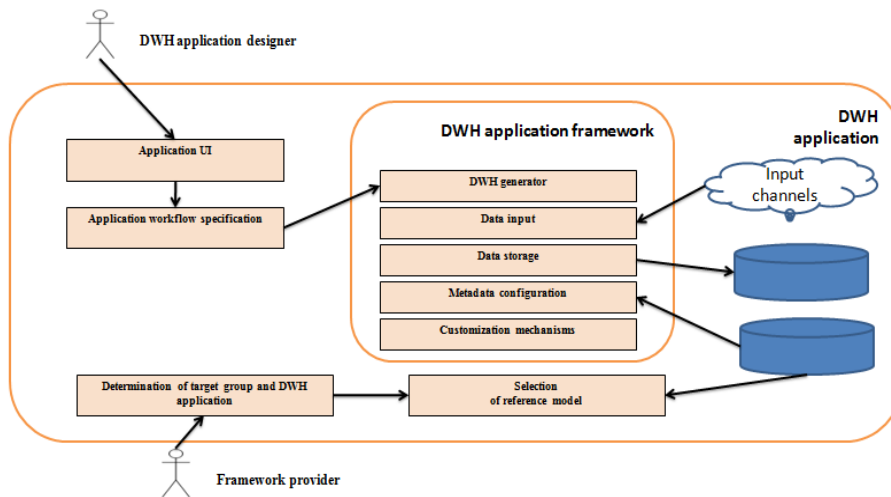 DWH application designer
DWH application framework
DWH
application
Application UI
Application workflow specification
DWH generator
Data input
Data storage
Metadata configuration
Customization mechanisms
Input
channels
Determination of target group and DWH
application
Selection
of reference model
Framework provider